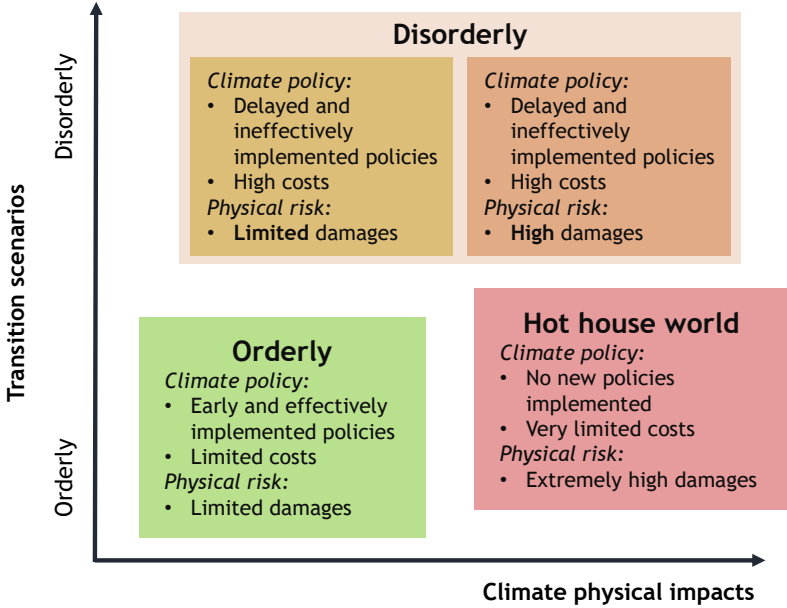 Transition scenarios
Disorderly
Orderly
Disorderly
Climate policy:
• Delayed and
ineffectively
implemented policies
• High costs
Physical risk:
• Limited damages
Climate policy:
• Delayed and
ineffectively
implemented policies
• High costs
Physical risk:
• High damages
Orderly
Climate policy:
• Early and effectively
implemented policies
• Limited costs
Physical risk:
• Limited damages
Hot house world
Climate policy:
• No new policies
implemented
• Very limited costs
Physical risk:
• Extremely high damages
Climate physical impacts